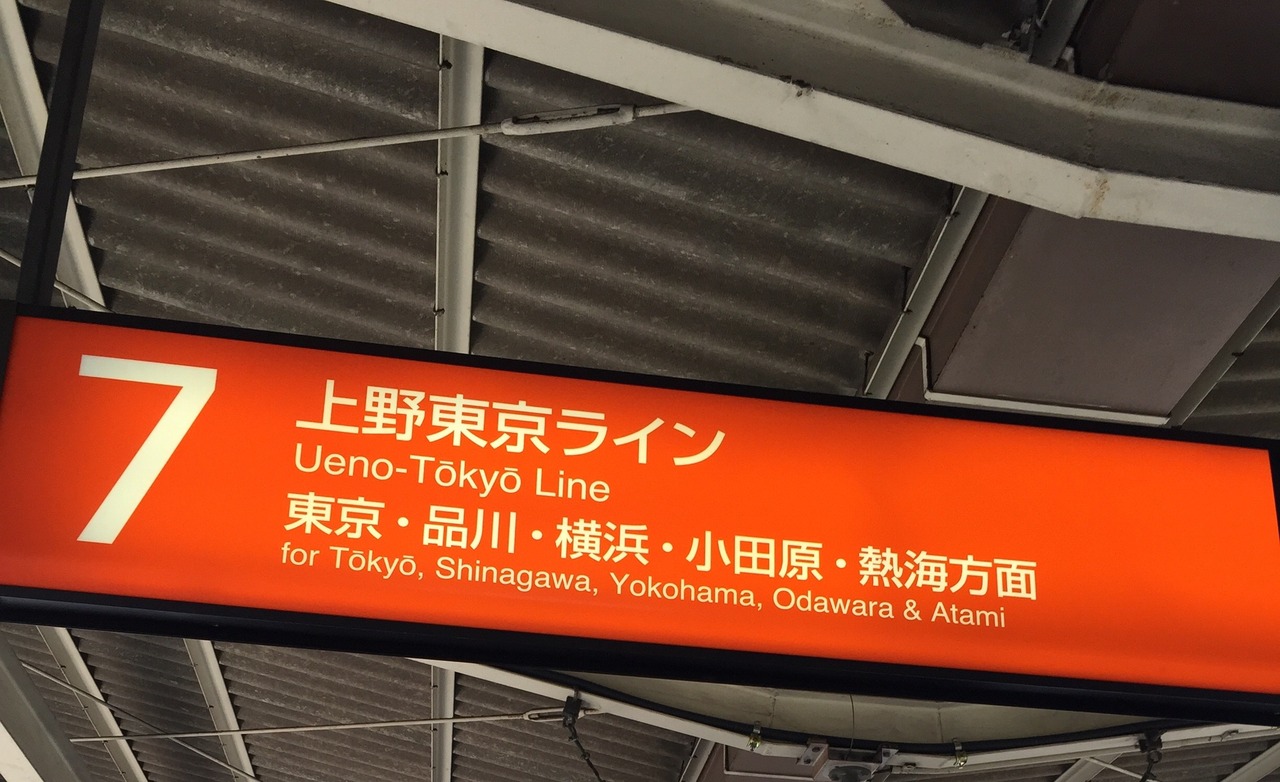 7
上野東京ライン
Ueno-Tōkyō Line
東京・品川・横浜・小田原・熱海方面
for Tōkyō, Shinagawa, Yokohama, Odawara & Atami